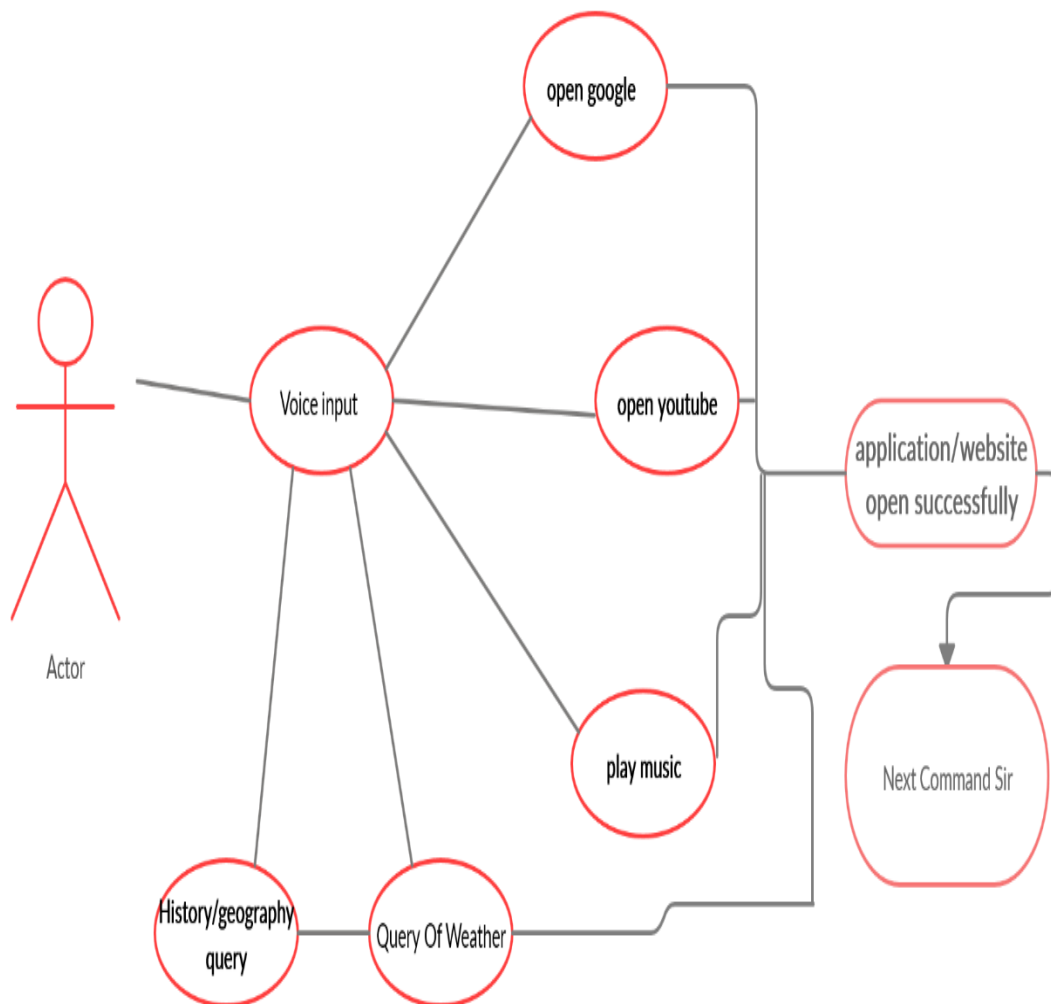 open google
Voice input
open youtube
application/website
open successfully
Actor
play music
Next Command Sir
History/geography
query
Query Of Weather